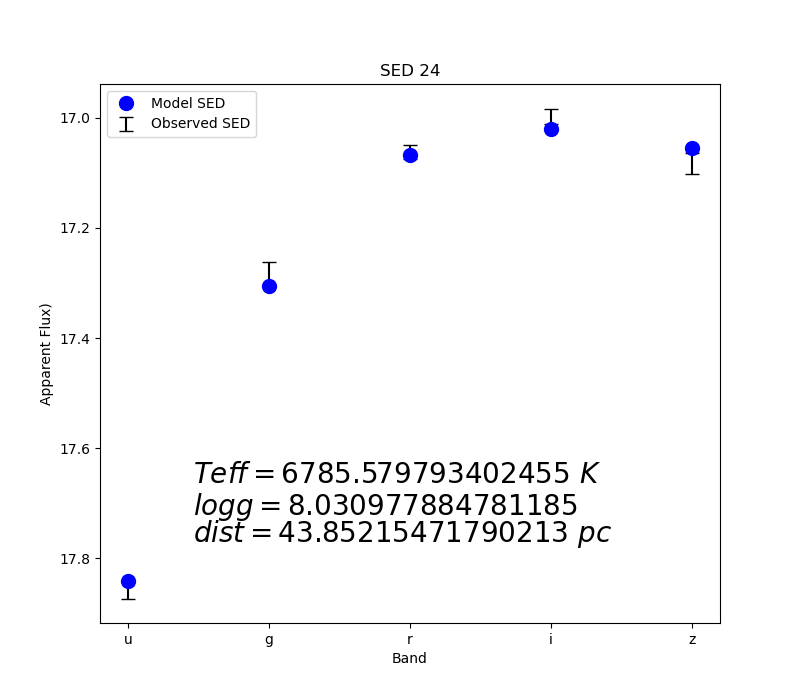 SED 24
Model SED
Observed SED
17.0
17.2
17.4
17.6
17.8
Apparent Flux)
Teff = 6785.579793402455 K
logg = 8.030977884781185
dist = 43.85215471790213 pc
u g r i z
Band